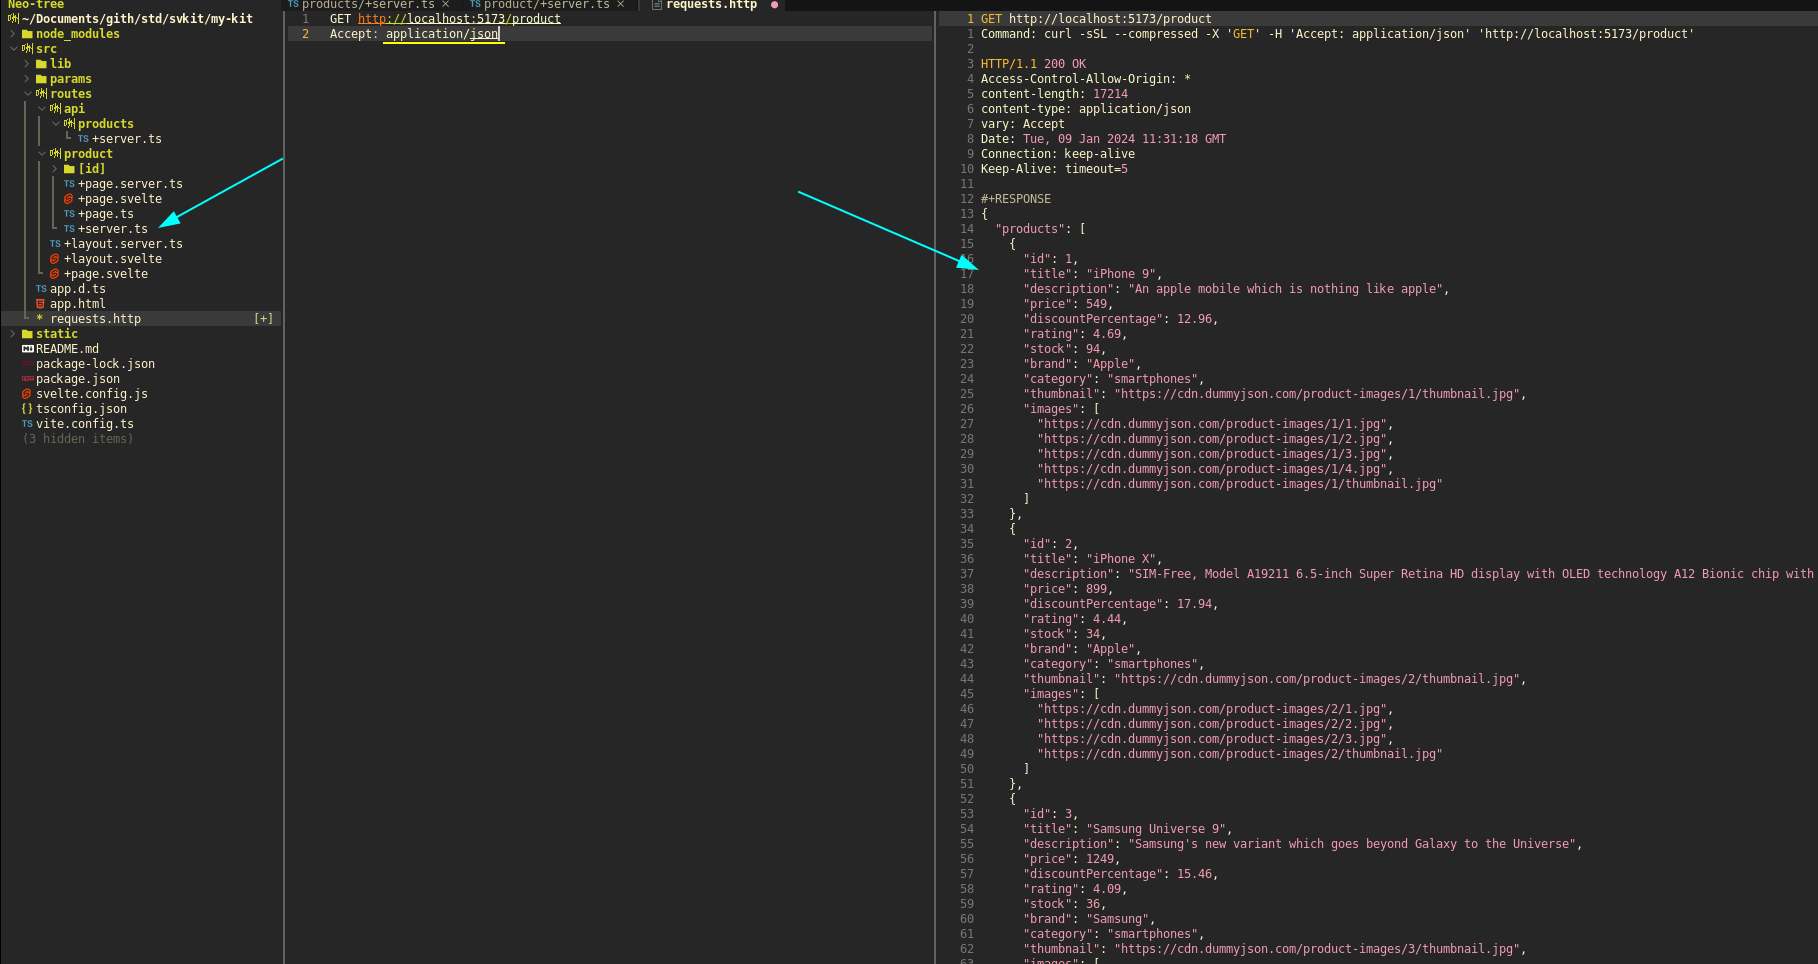 Neo-tree
~/Documents/gith/std/svkit/my-kit
node_modules
src
lib
params
routes
api
products
TS +server.ts
product
[id]
TS +page.server.ts
+page.svelte
TS +page.ts
TS +server.ts
TS +layout.server.ts
+layout.svelte
+page.svelte
TS app.d.ts
app.html
* requests.http [+]
static
README.md
package-lock.json
package.json
svelte.config.js
{} tsconfig.json
TS vite.config.ts
(3 hidden items)
TS products/+server.ts × TS product/+server.ts × requests.http ●
1 GET http://localhost:5173/product
2 Accept: application/json
1 GET http://localhost:5173/product
1 Command: curl -sSL --compressed -X 'GET' -H 'Accept: application/json' 'http://localhost:5173/product'
2
3 HTTP/1.1 200 OK
4 Access-Control-Allow-Origin: *
5 content-length: 17214
6 content-type: application/json
7 vary: Accept
8 Date: Tue, 09 Jan 2024 11:31:18 GMT
9 Connection: keep-alive
10 Keep-Alive: timeout=5
11
12 #+RESPONSE
13 {
14 "products": [
15 {
16 "id": 1,
17 "title": "iPhone 9",
18 "description": "An apple mobile which is nothing like apple",
19 "price": 549,
20 "discountPercentage": 12.96,
21 "rating": 4.69,
22 "stock": 94,
23 "brand": "Apple",
24 "category": "smartphones",
25 "thumbnail": "https://cdn.dummyjson.com/product-images/1/thumbnail.jpg",
26 "images": [
27 "https://cdn.dummyjson.com/product-images/1/1.jpg",
28 "https://cdn.dummyjson.com/product-images/1/2.jpg",
29 "https://cdn.dummyjson.com/product-images/1/3.jpg",
30 "https://cdn.dummyjson.com/product-images/1/4.jpg",
31 "https://cdn.dummyjson.com/product-images/1/thumbnail.jpg"
32 ]
33 },
34 {
35 "id": 2,
36 "title": "iPhone X",
37 "description": "SIM-Free, Model A19211 6.5-inch Super Retina HD display with OLED technology A12 Bionic chip with
38 "price": 899,
39 "discountPercentage": 17.94,
40 "rating": 4.44,
41 "stock": 34,
42 "brand": "Apple",
43 "category": "smartphones",
44 "thumbnail": "https://cdn.dummyjson.com/product-images/2/thumbnail.jpg",
45 "images": [
46 "https://cdn.dummyjson.com/product-images/2/1.jpg",
47 "https://cdn.dummyjson.com/product-images/2/2.jpg",
48 "https://cdn.dummyjson.com/product-images/2/3.jpg",
49 "https://cdn.dummyjson.com/product-images/2/thumbnail.jpg"
50 ]
51 },
52 {
53 "id": 3,
54 "title": "Samsung Universe 9",
55 "description": "Samsung's new variant which goes beyond Galaxy to the Universe",
56 "price": 1249,
57 "discountPercentage": 15.46,
58 "rating": 4.09,
59 "stock": 36,
60 "brand": "Samsung",
61 "category": "smartphones",
62 "thumbnail": "https://cdn.dummyjson.com/product-images/3/thumbnail.jpg",
63 "images": [